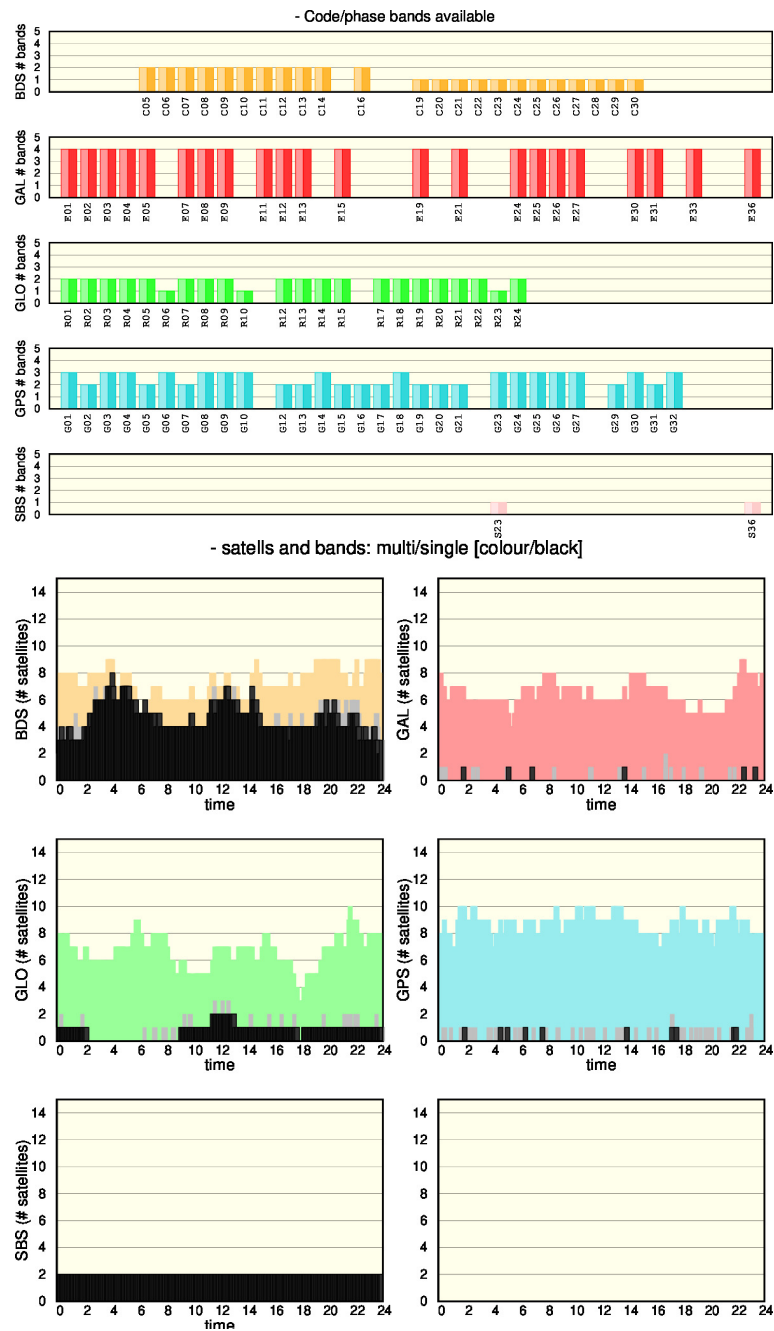 - Code/phase bands available
BDS # bands
5
4
3
2
1
0
C05 C06 C07 C08 C09 C10 C11 C12 C13 C14 C16 C19 C20 C21 C22 C23 C24 C25 C26 C27 C28 C29 C30
GAL # bands
5
4
3
2
1
0
E01 E02 E03 E04 E05 E07 E08 E09 E11 E12 E13 E15 E19 E21 E24 E25 E26 E27 E30 E31 E33 E36
GLO # bands
5
4
3
2
1
0
R01 R02 R03 R04 R05 R06 R07 R08 R09 R10 R12 R13 R14 R15 R17 R18 R19 R20 R21 R22 R23 R24
GPS # bands
5
4
3
2
1
0
G01 G02 G03 G04 G05 G06 G07 G08 G09 G10 G12 G13 G14 G15 G16 G17 G18 G19 G20 G21 G23 G24 G25 G26 G27 G29 G30 G31 G32
SBS # bands
5
4
3
2
1
0
S23 S36
- satells and bands: multi/single [colour/black]
BDS (# satellites)
14
12
10
8
6
4
2
0
0 2 4 6 8 10 12 14 16 18 20 22 24
time
GAL (# satellites)
14
12
10
8
6
4
2
0
0 2 4 6 8 10 12 14 16 18 20 22 24
time
GLO (# satellites)
14
12
10
8
6
4
2
0
0 2 4 6 8 10 12 14 16 18 20 22 24
time
GPS (# satellites)
14
12
10
8
6
4
2
0
0 2 4 6 8 10 12 14 16 18 20 22 24
time
SBS (# satellites)
14
12
10
8
6
4
2
0
0 2 4 6 8 10 12 14 16 18 20 22 24
time
14
12
10
8
6
4
2
0
0 2 4 6 8 10 12 14 16 18 20 22 24